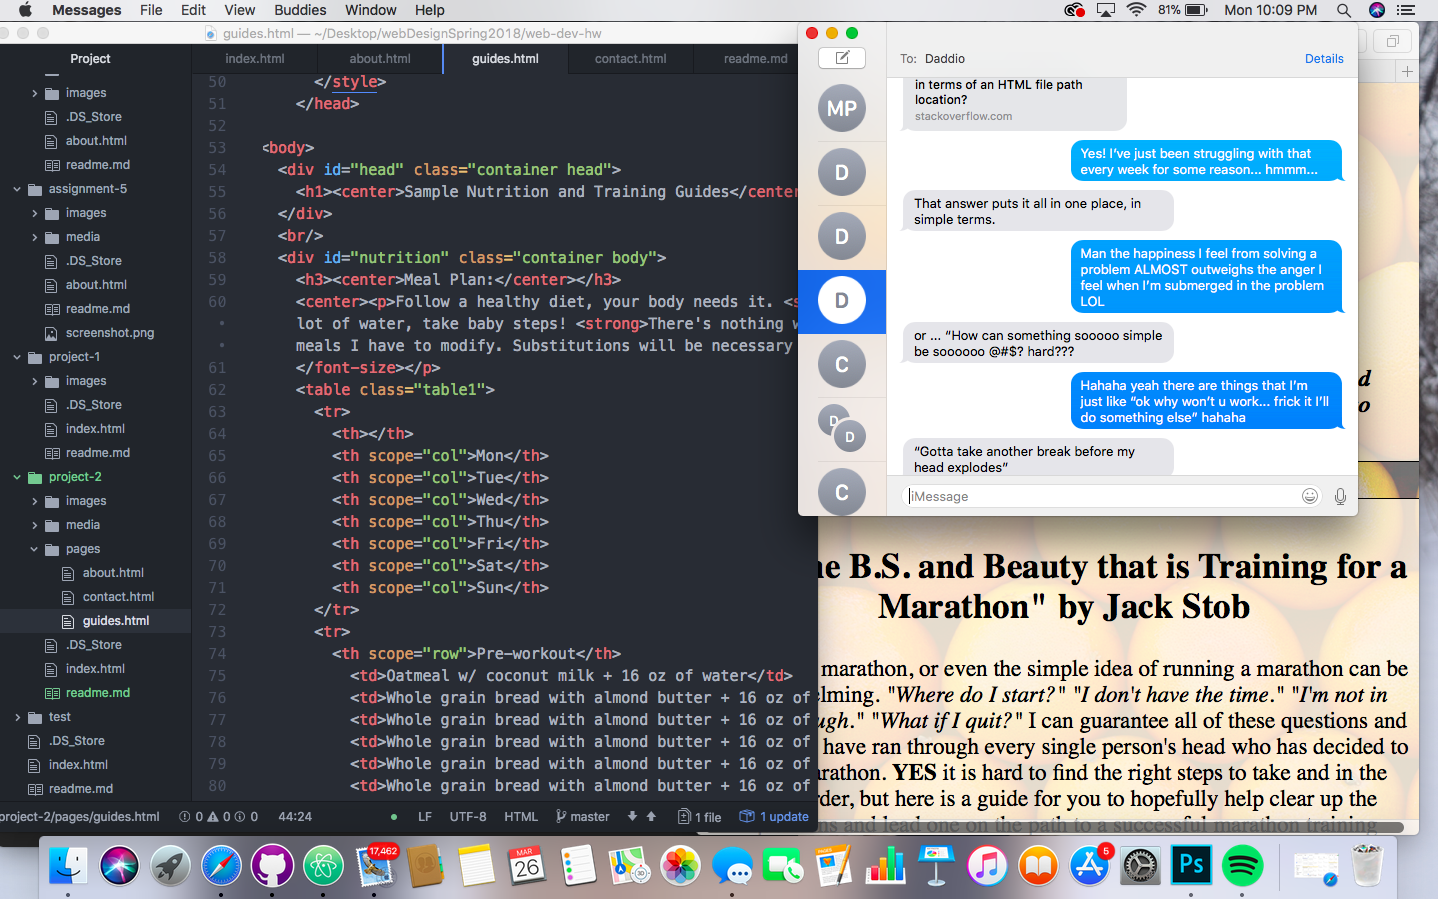 Messages File Edit View Buddies Window Help
81% Mon 10:09 PM
guides.html — ~/Desktop/webDesignSpring2018/web-dev-hw
Project
index.html about.html guides.html contact.html readme.md
images
.DS_Store
about.html
readme.md
assignment-5
images
media
.DS_Store
about.html
readme.md
screenshot.png
project-1
images
.DS_Store
index.html
readme.md
project-2
images
media
pages
about.html
contact.html
guides.html
.DS_Store
index.html
readme.md
test
.DS_Store
index.html
readme.md
50 </style>
51 </head>
52
53 <body>
54 <div id="head" class="container head">
55 <h1><center>Sample Nutrition and Training Guides</center
56 </div>
57 <br/>
58 <div id="nutrition" class="container body">
59 <h3><center>Meal Plan:</center></h3>
60 <center><p>Follow a healthy diet, your body needs it. <s
• lot of water, take baby steps! <strong>There's nothing w
• meals I have to modify. Substitutions will be necessary
61 </font-size></p>
62 <table class="table1">
63 <tr>
64 <th></th>
65 <th scope="col">Mon</th>
66 <th scope="col">Tue</th>
67 <th scope="col">Wed</th>
68 <th scope="col">Thu</th>
69 <th scope="col">Fri</th>
70 <th scope="col">Sat</th>
71 <th scope="col">Sun</th>
72 </tr>
73 <tr>
74 <th scope="row">Pre-workout</th>
75 <td>Oatmeal w/ coconut milk + 16 oz of water</td>
76 <td>Whole grain bread with almond butter + 16 oz of
77 <td>Whole grain bread with almond butter + 16 oz of
78 <td>Whole grain bread with almond butter + 16 oz of
79 <td>Whole grain bread with almond butter + 16 oz of
80 <td>Whole grain bread with almond butter + 16 oz of
project-2/pages/guides.html 0 0 0 44:24 LF UTF-8 HTML master 1 file 1 update
MP
D
D
D
C
D
D
C
To: Daddio Details
in terms of an HTML file path
location?
stackoverflow.com
Yes! I've just been struggling with that
every week for some reason... hmmm...
That answer puts it all in one place, in
simple terms.
Man the happiness I feel from solving a
problem ALMOST outweighs the anger I
feel when I'm submerged in the problem
LOL
or ... "How can something sooooo simple
be soooooo @#$? hard???
Hahaha yeah there are things that I'm
just like "ok why won't u work... frick it I'll
do something else" hahaha
"Gotta take another break before my
head explodes"
iMessage
d
o
he B.S. and Beauty that is Training for a
Marathon" by Jack Stob
marathon, or even the simple idea of running a marathon can be
elming. "Where do I start?" "I don't have the time." "I'm not in
ugh." "What if I quit?" I can guarantee all of these questions and
have ran through every single person's head who has decided to
arathon. YES it is hard to find the right steps to take and in the
rder, but here is a guide for you to hopefully help clear up the
s and lead one on the path to a successful marathon training
17,462
MAR
26
5
Ps